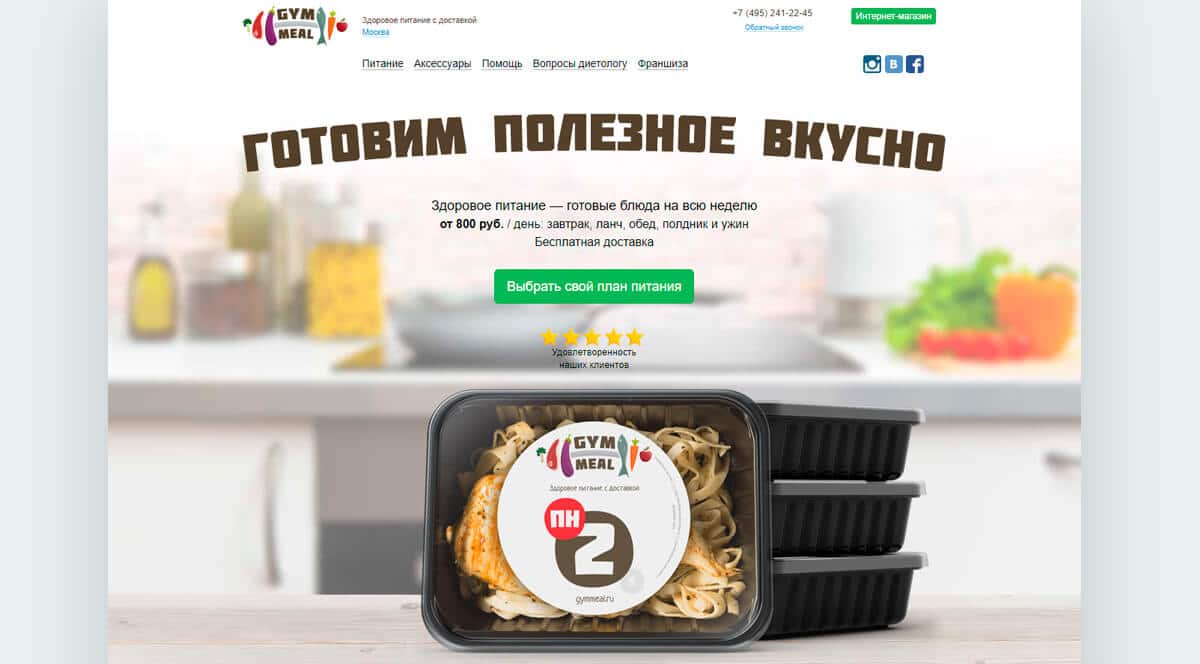 GYM
MEAL
Здоровое питание с доставкой
Москва
+7 (495) 241-22-45
Обратный звонок
Интернет-магазин
Питание Аксессуары Помощь Вопросы диетологу Франшиза
B
f
ГОТОВИМ ПОЛЕЗНОЕ ВКУСНО
Здоровое питание — готовые блюда на всю неделю
от 800 руб. / день: завтрак, ланч, обед, полдник и ужин
Бесплатная доставка
Выбрать свой план питания
Удовлетворенность
наших клиентов
GYM
MEAL
Здоровое питание с доставкой
ПН
2
gymmeal.ru